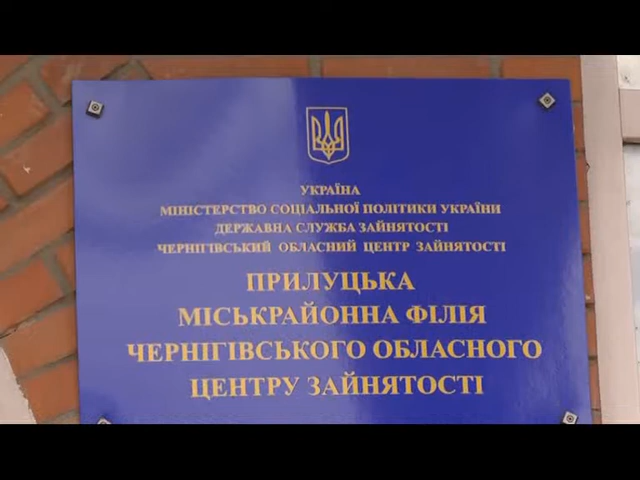 УКРАЇНА
МІНІСТЕРСТВО СОЦІАЛЬНОЇ ПОЛІТИКИ УКРАЇНИ
ДЕРЖАВНА СЛУЖБА ЗАЙНЯТОСТІ
ЧЕРНІГІВСЬКИЙ ОБЛАСНИЙ ЦЕНТР ЗАЙНЯТОСТІ
ПРИЛУЦЬКА
МІСЬКРАЙОННА ФІЛІЯ
ЧЕРНІГІВСЬКОГО ОБЛАСНОГО
ЦЕНТРУ ЗАЙНЯТОСТІ